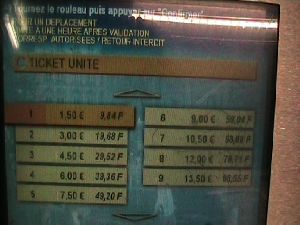 Tournez le rouleau puis appuyez sur "Confirmer"
UN DEPLACEMENT
A UNE HEURE APRES VALIDATION
CORRESP. AUTORISEES / RETOUR INTERDIT
TICKET UNITE
1 1,50 € 9,84 F
2 3,00 € 19,68 F
3 4,50 € 29,52 F
4 6,00 € 39,36 F
5 7,50 € 49,20 F
6 9,00 € 59,04 F
7 10,50 € 68,88 F
8 12,00 € 78,71 F
9 13,50 € 88,55 F